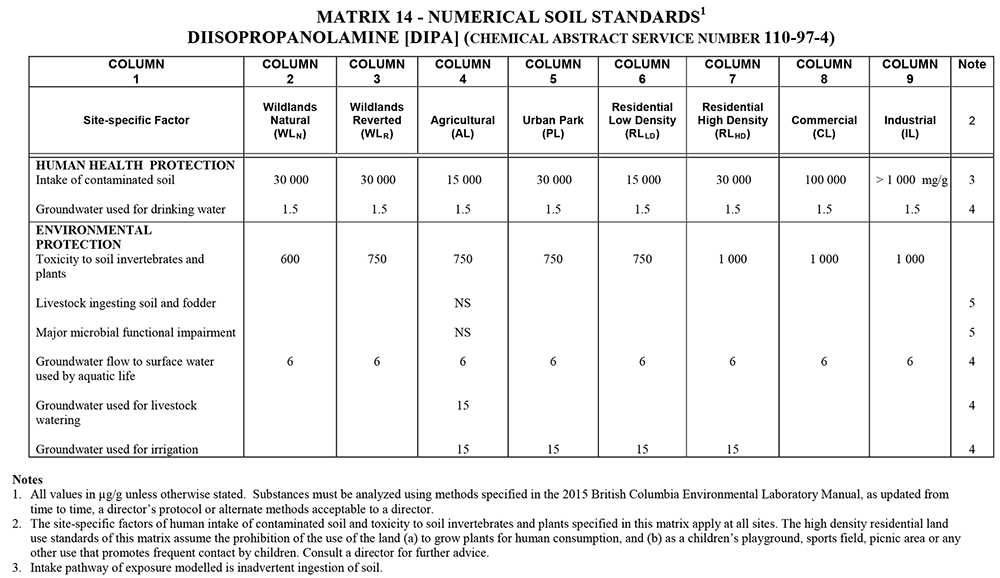 MATRIX 14 - NUMERICAL SOIL STANDARDS1
DIISOPROPANOLAMINE [DIPA] (CHEMICAL ABSTRACT SERVICE NUMBER 110-97-4)
COLUMN 1 COLUMN 2 COLUMN 3 COLUMN 4 COLUMN 5 COLUMN 6 COLUMN 7 COLUMN 8 COLUMN 9 Note
Site-specific Factor Wildlands Natural (WLN) Wildlands Reverted (WLR) Agricultural (AL) Urban Park (PL) Residential Low Density (RLLD) Residential High Density (RLHD) Commercial (CL) Industrial (IL) 2
HUMAN HEALTH PROTECTION
Intake of contaminated soil 30 000 30 000 15 000 30 000 15 000 30 000 100 000 > 1 000 mg/g 3
Groundwater used for drinking water 1.5 1.5 1.5 1.5 1.5 1.5 1.5 1.5 4
ENVIRONMENTAL
PROTECTION
Toxicity to soil invertebrates and 600 750 750 750 750 1 000 1 000 1 000
plants
Livestock ingesting soil and fodder NS 5
Major microbial functional impairment NS 5
Groundwater flow to surface water 6 6 6 6 6 6 6 6 4
used by aquatic life
Groundwater used for livestock 15 4
watering
Groundwater used for irrigation 15 15 15 15 4
Notes
1. All values in µg/g unless otherwise stated. Substances must be analyzed using methods specified in the 2015 British Columbia Environmental Laboratory Manual, as updated from
time to time, a director's protocol or alternate methods acceptable to a director.
2. The site-specific factors of human intake of contaminated soil and toxicity to soil invertebrates and plants specified in this matrix apply at all sites. The high density residential land
use standards of this matrix assume the prohibition of the use of the land (a) to grow plants for human consumption, and (b) as a children's playground, sports field, picnic area or any
other use that promotes frequent contact by children. Consult a director for further advice.
3. Intake pathway of exposure modelled is inadvertent ingestion of soil.